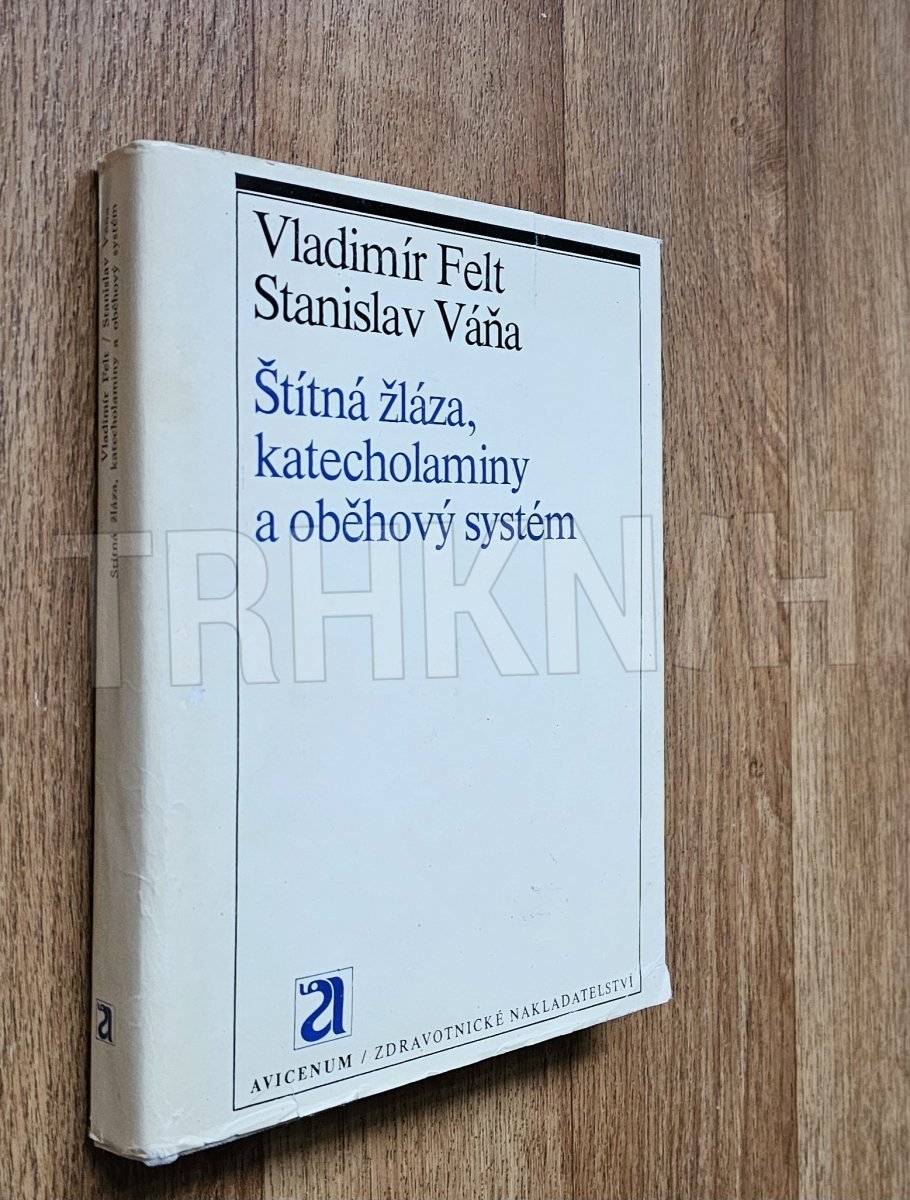 Vladimír Felt
Stanislav Váňa
Štítná žláza,
katecholaminy
a oběhový systém
AVICENUM / ZDRAVOTNICKÉ NAKLADATELSTVÍ
Vladimír Felt / Stanislav Váňa
Štítná žláza, katecholaminy a oběhový systém
TRHKNIH